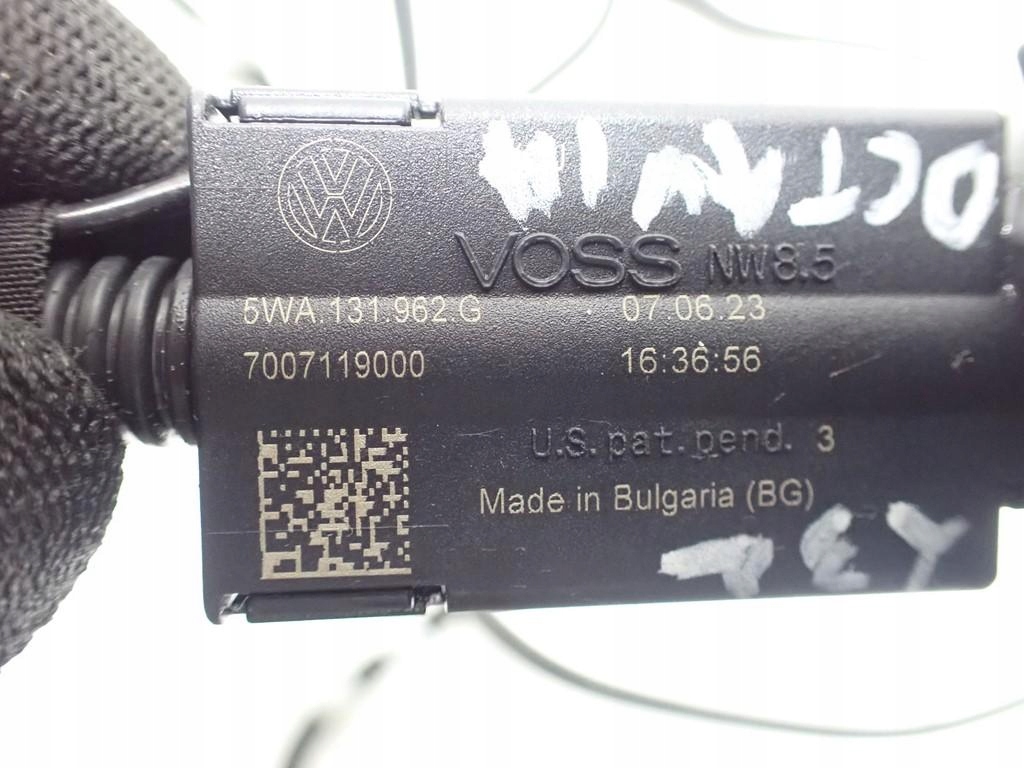 OCTAVIA
VOSS NW8.5
5WA.131.962.G 07.06.23
7007119000 16:36:56
U.S. pat. pend. 3
Made in Bulgaria (BG)